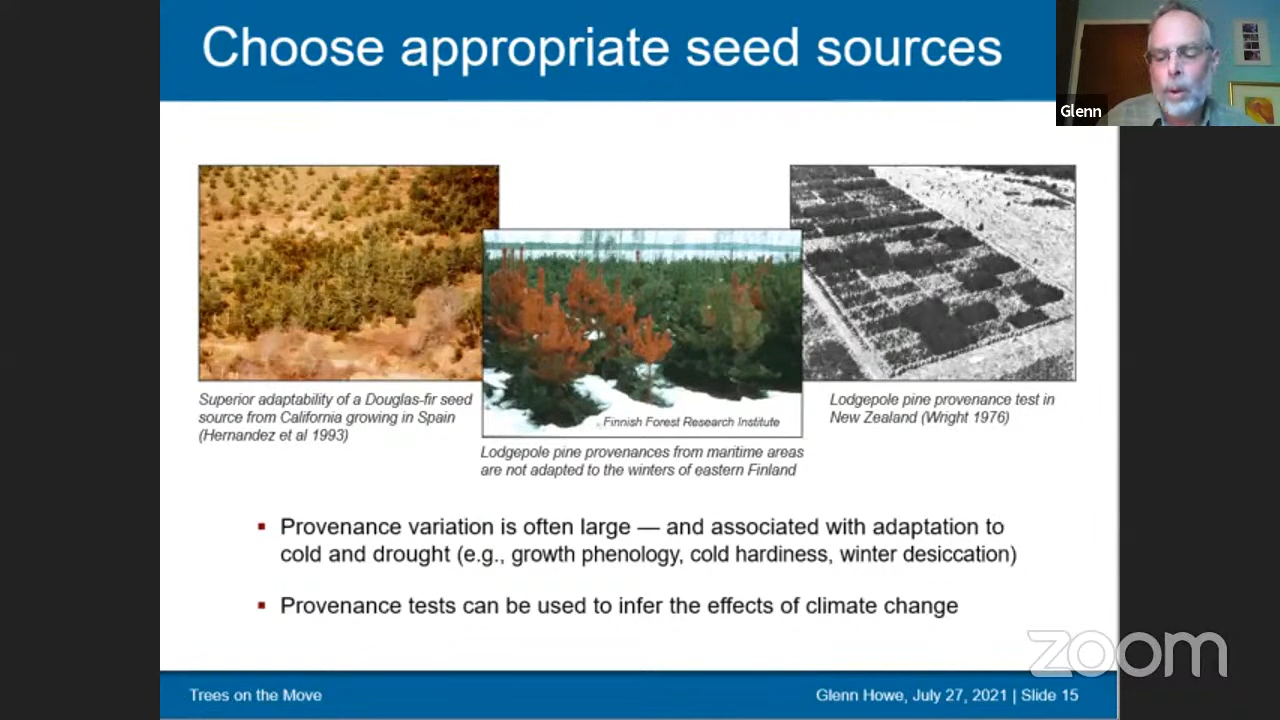 Choose appropriate seed sources
Glenn
Finnish Forest Research Institute
Superior adaptability of a Douglas-fir seed
source from California growing in Spain
(Hernandez et al 1993)
Lodgepole pine provenances from maritime areas
are not adapted to the winters of eastern Finland
Lodgepole pine provenance test in
New Zealand (Wright 1976)
▪ Provenance variation is often large — and associated with adaptation to
cold and drought (e.g., growth phenology, cold hardiness, winter desiccation)
▪ Provenance tests can be used to infer the effects of climate change
zoom
Trees on the Move
Glenn Howe, July 27, 2021 | Slide 15